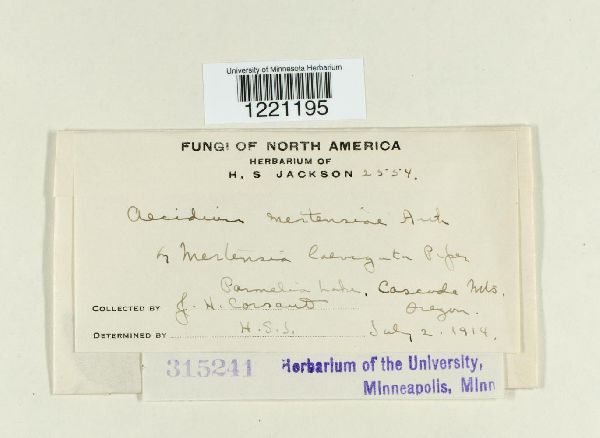 University of Minnesota Herbarium
1221195
FUNGI OF NORTH AMERICA
HERBARIUM OF
H. S JACKSON 2554.
Aecidium mertensiae Arth
Mertensia laevigata Piper
Parmelia Lake, Cascade Mts,
COLLECTED BY J. H. Corsaut Oregon.
DETERMINED BY H.S.J. July 2. 1914.
315241 Herbarium of the University,
Minneapolis, Minn